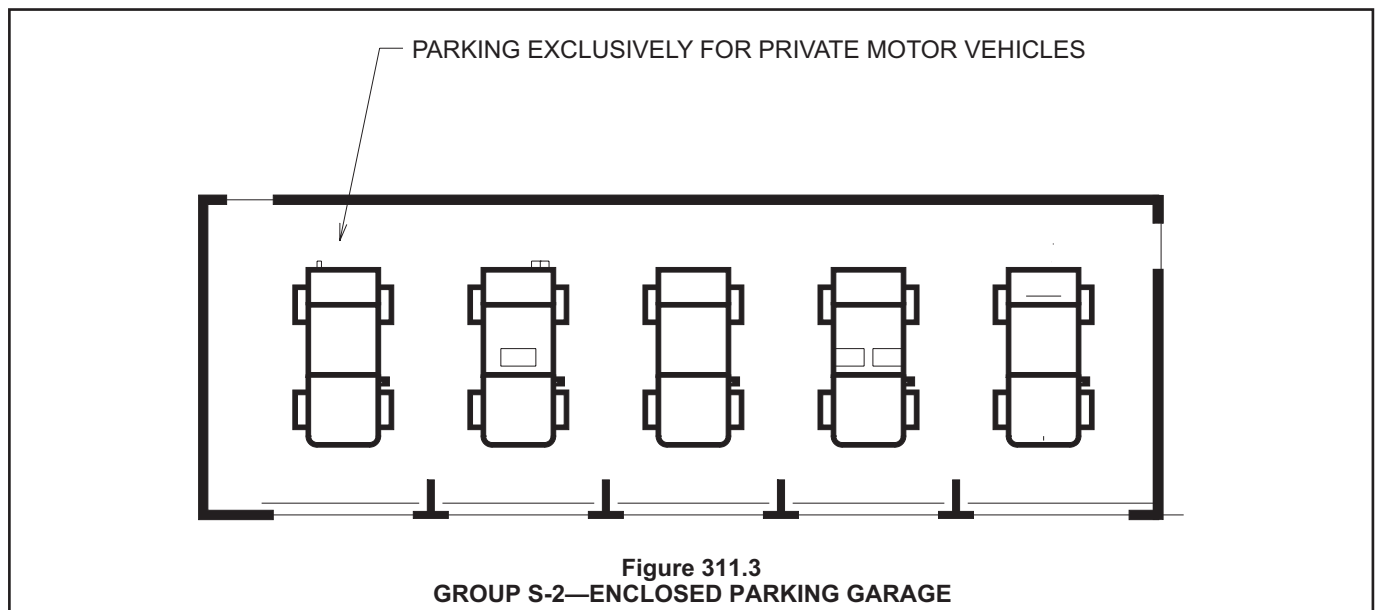 PARKING EXCLUSIVELY FOR PRIVATE MOTOR VEHICLES
Figure 311.3
GROUP S-2—ENCLOSED PARKING GARAGE